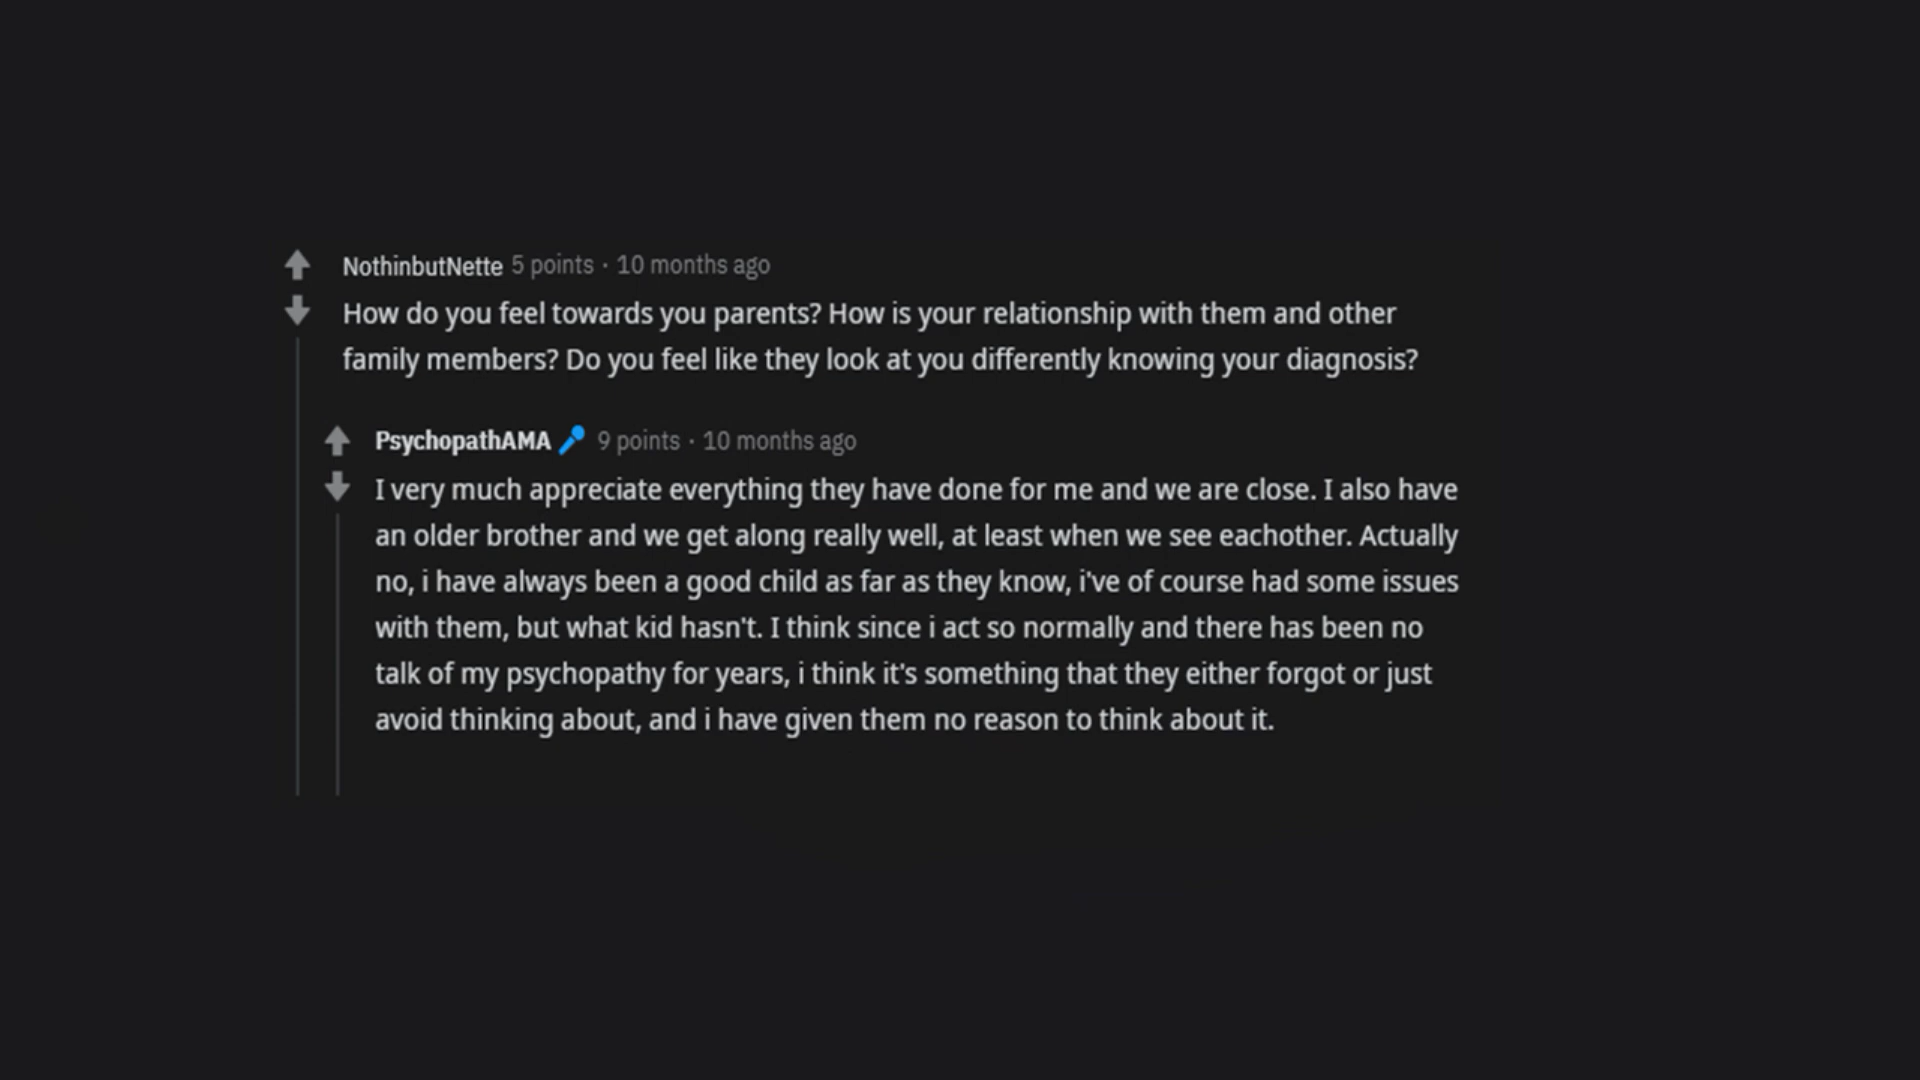 NothinbutNette 5 points · 10 months ago
How do you feel towards you parents? How is your relationship with them and other
family members? Do you feel like they look at you differently knowing your diagnosis?
PsychopathAMA 9 points · 10 months ago
I very much appreciate everything they have done for me and we are close. I also have
an older brother and we get along really well, at least when we see eachother. Actually
no, i have always been a good child as far as they know, i've of course had some issues
with them, but what kid hasn't. I think since i act so normally and there has been no
talk of my psychopathy for years, i think it's something that they either forgot or just
avoid thinking about, and i have given them no reason to think about it.